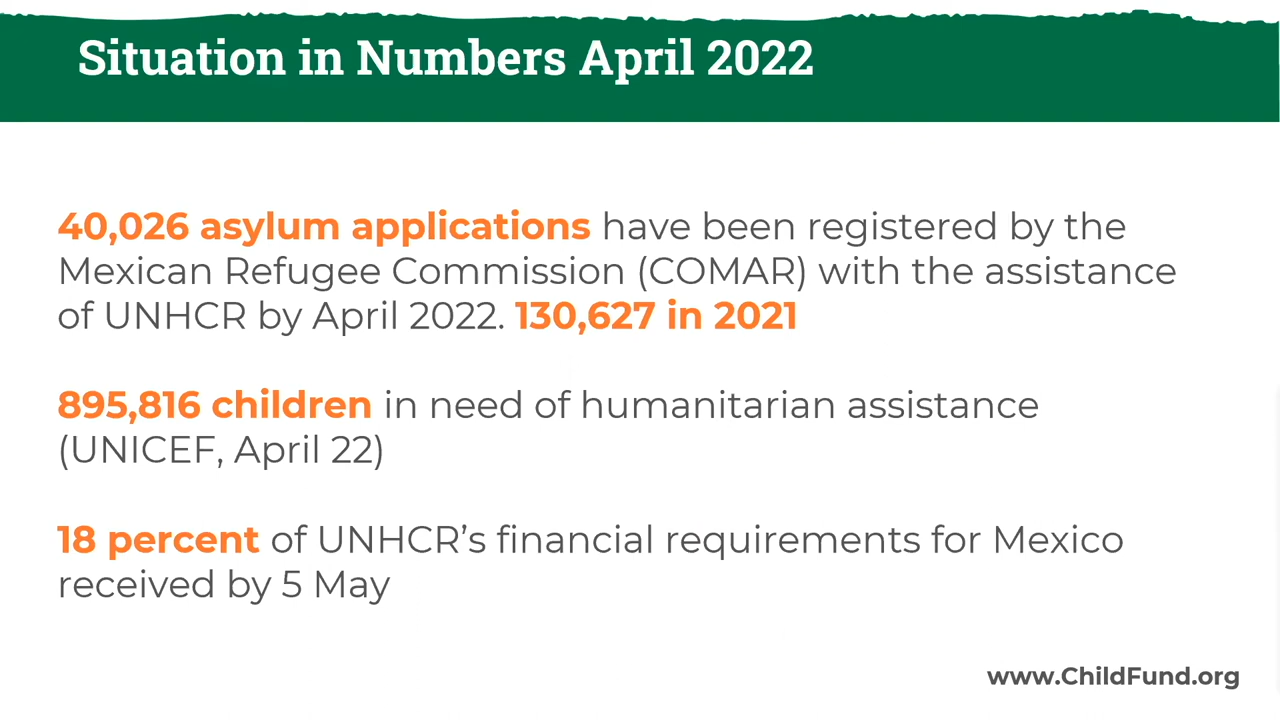 Situation in Numbers April 2022
40,026 asylum applications have been registered by the
Mexican Refugee Commission (COMAR) with the assistance
of UNHCR by April 2022. 130,627 in 2021
895,816 children in need of humanitarian assistance
(UNICEF, April 22)
18 percent of UNHCR’s financial requirements for Mexico
received by 5 May
www.ChildFund.org